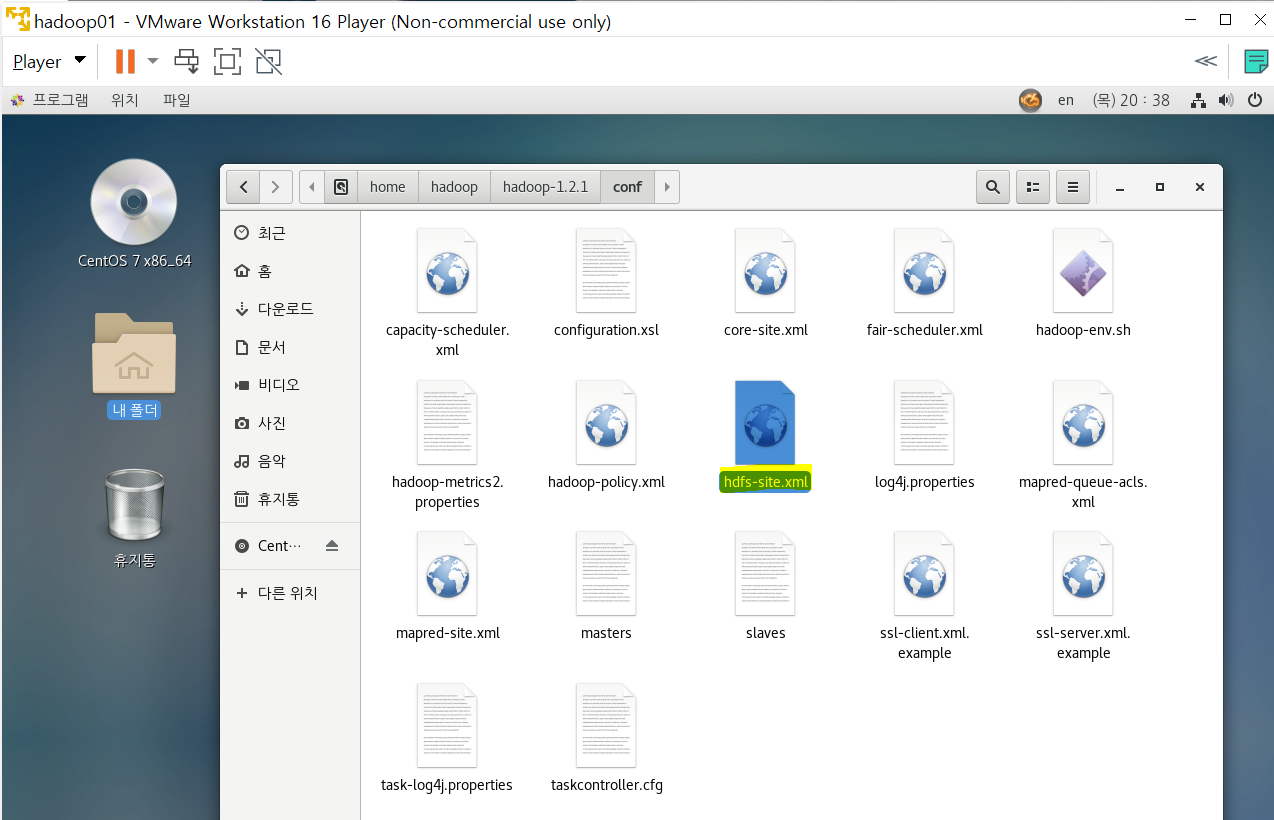 hadoop01 - VMware Workstation 16 Player (Non-commercial use only)
Player
프로그램 위치 파일 en (목) 20 : 38
CentOS 7 x86_64
내 폴더
휴지통
home hadoop hadoop-1.2.1 conf
최근
홈
다운로드
문서
비디오
사진
음악
휴지통
Cent···
+ 다른 위치
capacity-scheduler.
xml
configuration.xsl
core-site.xml
fair-scheduler.xml
hadoop-env.sh
hadoop-metrics2.
properties
hadoop-policy.xml
hdfs-site.xml
log4j.properties
mapred-queue-acls.
xml
mapred-site.xml
masters
slaves
ssl-client.xml.
example
ssl-server.xml.
example
task-log4j.properties
taskcontroller.cfg